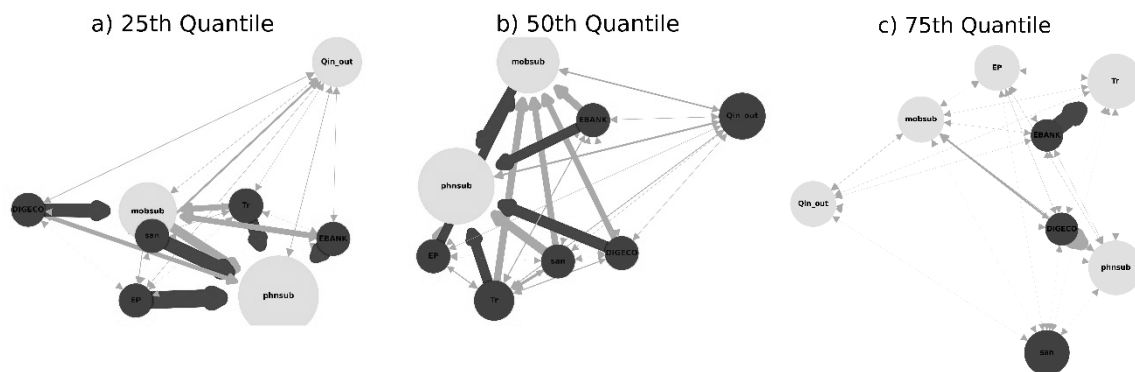 a) 25th Quantile
Qin_out
DIGECO
mobsub
Tr
san
EBANK
EP
phnsub
b) 50th Quantile
mobsub
EBANK
Qin_out
phnsub
EP
san
DIGECO
Tr
c) 75th Quantile
EP
Tr
mobsub
EBANK
Qin_out
DIGECO
phnsub
san